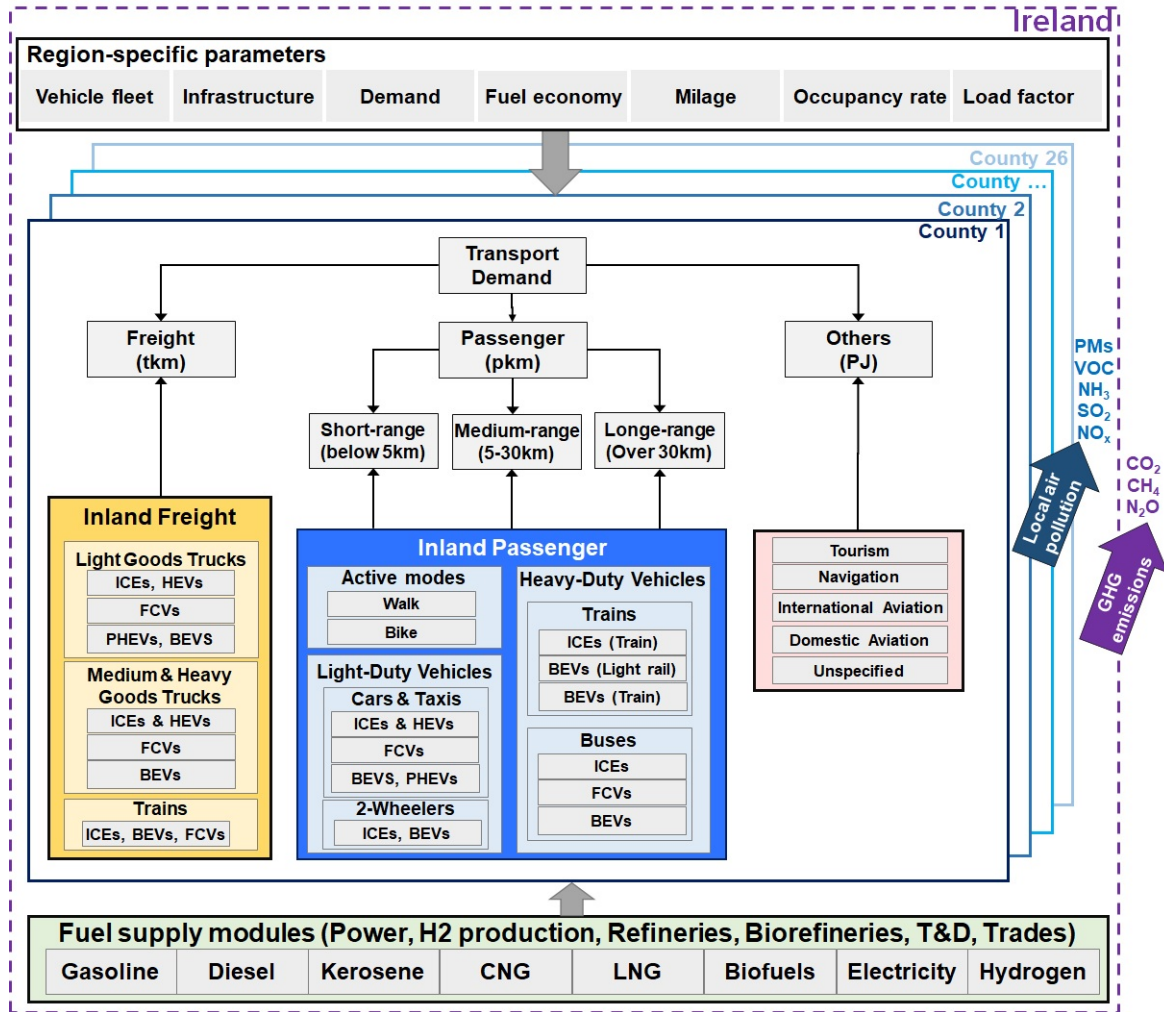 Ireland
Region-specific parameters
Vehicle fleet
Infrastructure
Demand
Fuel economy
Milage
Occupancy rate
Load factor
County 26
County ...
County 2
County 1
Transport
Demand
Freight
(tkm)
Passenger
(pkm)
Others
(PJ)
Short-range
(below 5km)
Medium-range
(5-30km)
Longe-range
(Over 30km)
Inland Freight
Light Goods Trucks
ICEs, HEVs
FCVs
PHEVs, BEVS
Medium & Heavy
Goods Trucks
ICEs & HEVs
FCVs
BEVs
Trains
ICEs, BEVs, FCVs
Inland Passenger
Active modes
Walk
Bike
Light-Duty Vehicles
Cars & Taxis
ICEs & HEVs
FCVs
BEVS, PHEVs
2-Wheelers
ICEs, BEVs
Heavy-Duty Vehicles
Trains
ICEs (Train)
BEVs (Light rail)
BEVs (Train)
Buses
ICEs
FCVs
BEVs
Tourism
Navigation
International Aviation
Domestic Aviation
Unspecified
PMs
VOC
NH₃
SO₂
NOₓ
Local air
pollution
CO₂
CH₄
N₂O
GHG
emissions
Fuel supply modules (Power, H2 production, Refineries, Biorefineries, T&D, Trades)
Gasoline
Diesel
Kerosene
CNG
LNG
Biofuels
Electricity
Hydrogen